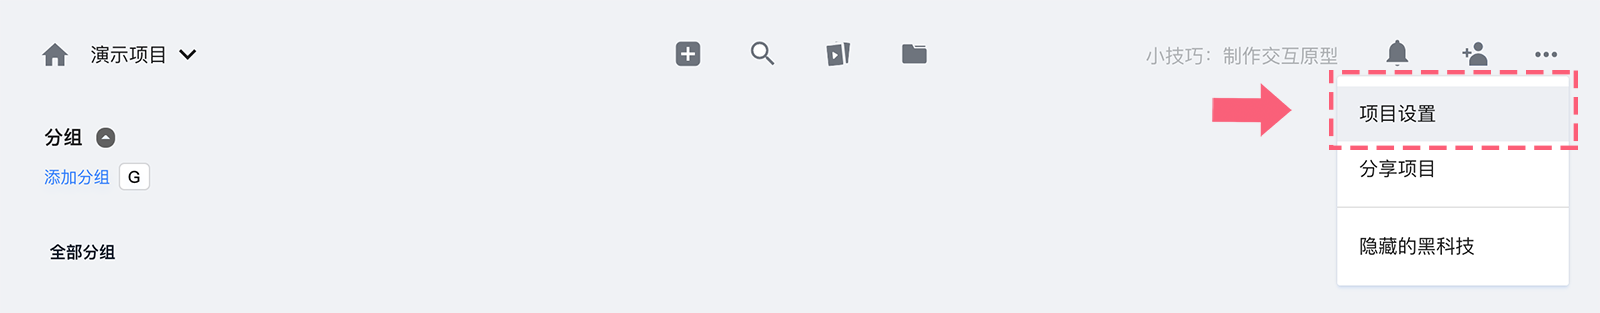 演示项目
小技巧：制作交互原型
项目设置
分享项目
隐藏的黑科技
分组
添加分组 G
全部分组